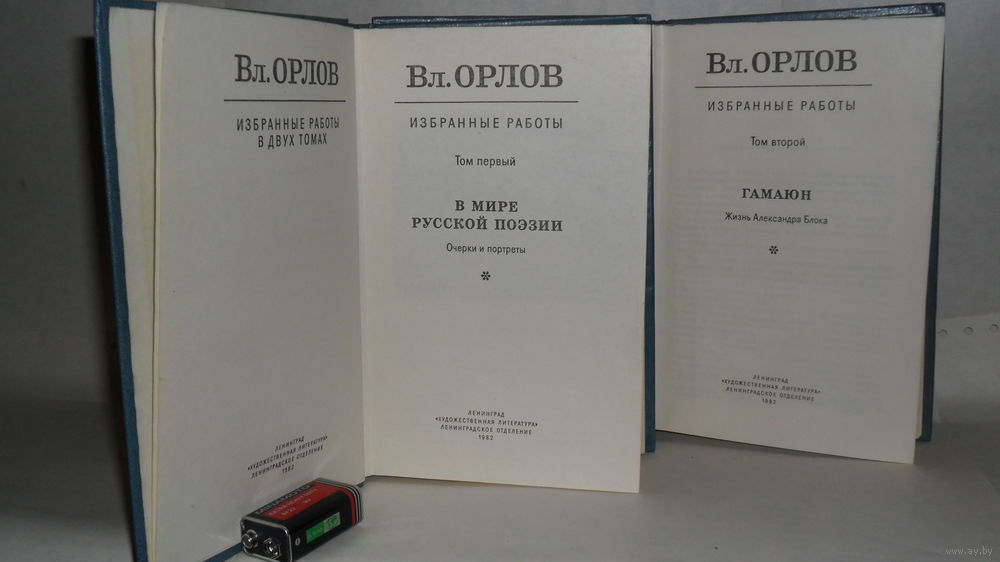 Вл. ОРЛОВ
ИЗБРАННЫЕ РАБОТЫ
В ДВУХ ТОМАХ
ЛЕНИНГРАД
«ХУДОЖЕСТВЕННАЯ ЛИТЕРАТУРА»
ЛЕНИНГРАДСКОЕ ОТДЕЛЕНИЕ
1982
Вл. ОРЛОВ
ИЗБРАННЫЕ РАБОТЫ
Том первый
В МИРЕ
РУССКОЙ ПОЭЗИИ
Очерки и портреты
*
ЛЕНИНГРАД
«ХУДОЖЕСТВЕННАЯ ЛИТЕРАТУРА»
ЛЕНИНГРАДСКОЕ ОТДЕЛЕНИЕ
1982
Вл. ОРЛОВ
ИЗБРАННЫЕ РАБОТЫ
Том второй
ГАМАЮН
Жизнь Александра Блока
*
ЛЕНИНГРАД
«ХУДОЖЕСТВЕННАЯ ЛИТЕРАТУРА»
ЛЕНИНГРАДСКОЕ ОТДЕЛЕНИЕ
1982
www.ay.by